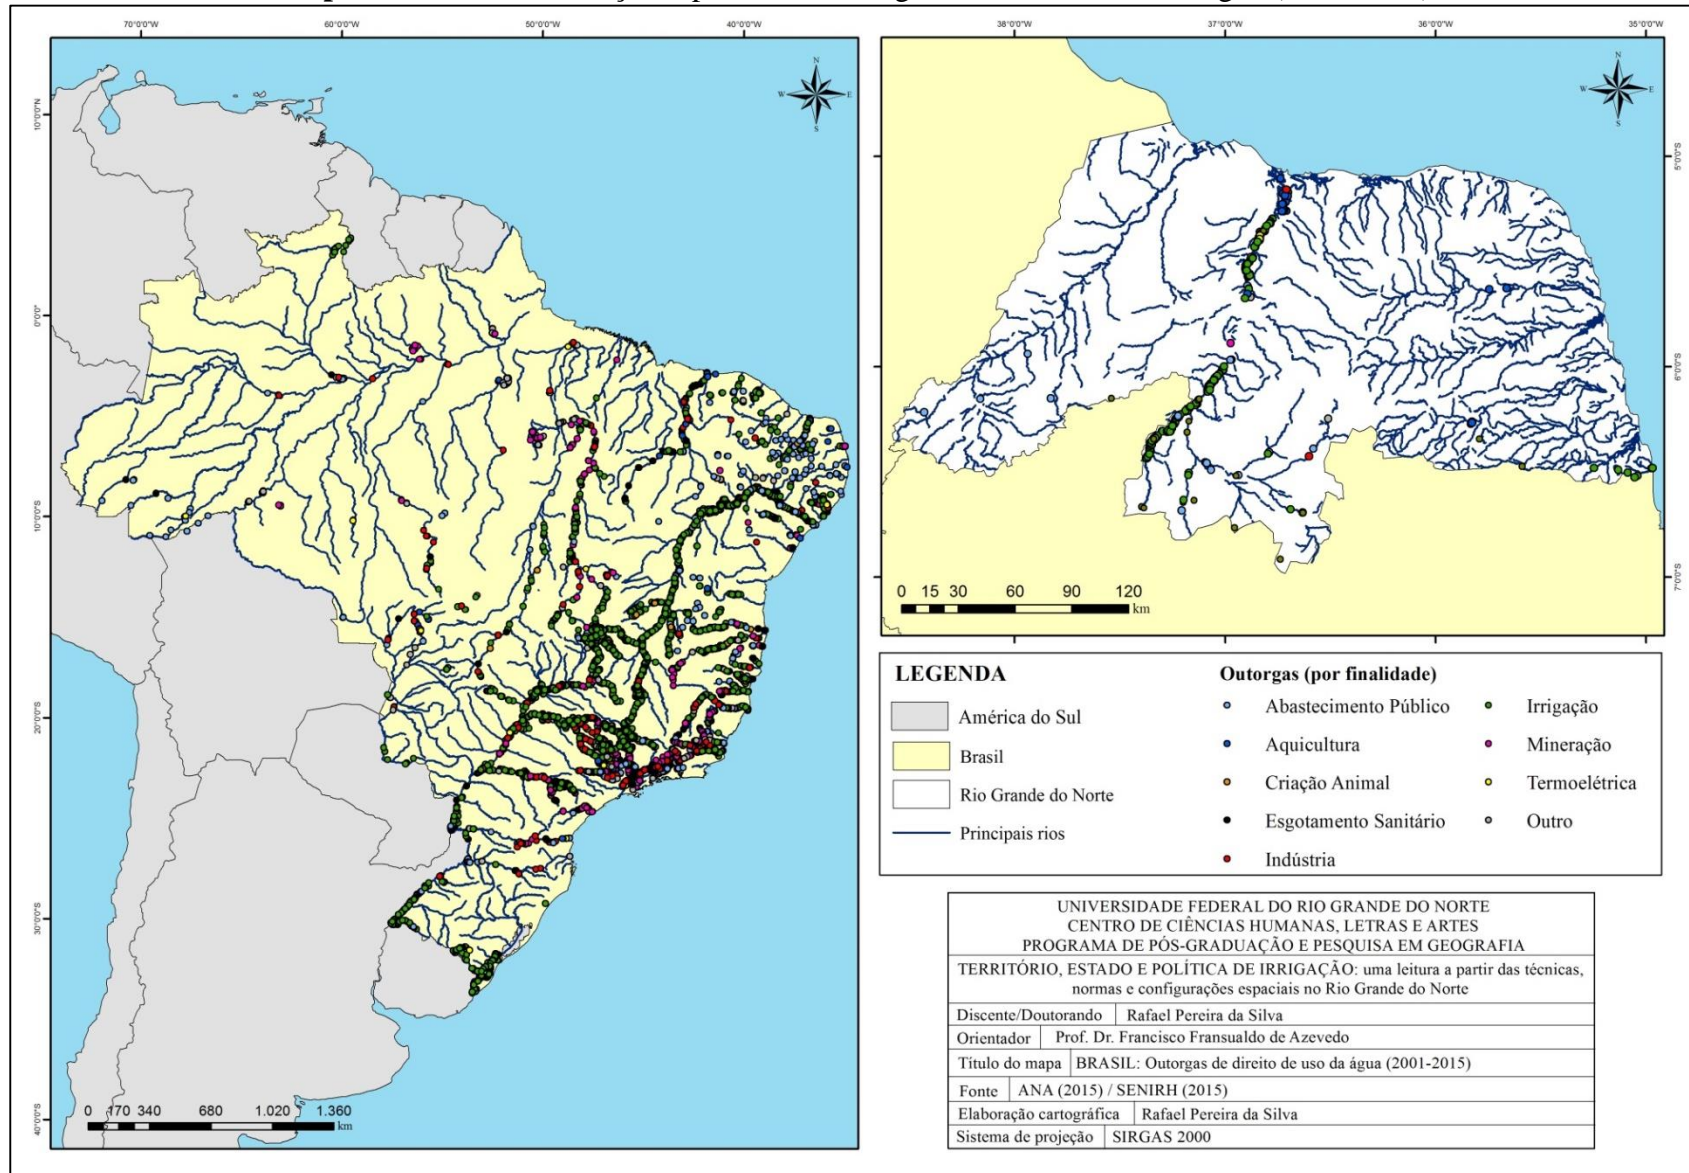 70°0'0"W 60°0'0"W 50°0'0"W 40°0'0"W
38°0'0"W 37°0'0"W 36°0'0"W 35°0'0"W
N
W E
S
N
W E
S
10°0'0"N
0°0'0"
10°0'0"S
20°0'0"S
30°0'0"S
40°0'0"S
5°0'0"S
6°0'0"S
7°0'0"S
0 170 340 680 1.020 1.360
km
0 15 30 60 90 120
km
LEGENDA
América do Sul
Brasil
Rio Grande do Norte
Principais rios
Outorgas (por finalidade)
Abastecimento Público
Aquicultura
Criação Animal
Esgotamento Sanitário
Indústria
Irrigação
Mineração
Termoelétrica
Outro
UNIVERSIDADE FEDERAL DO RIO GRANDE DO NORTE
CENTRO DE CIÊNCIAS HUMANAS, LETRAS E ARTES
PROGRAMA DE PÓS-GRADUAÇÃO E PESQUISA EM GEOGRAFIA
TERRITÓRIO, ESTADO E POLÍTICA DE IRRIGAÇÃO: uma leitura a partir das técnicas,
normas e configurações espaciais no Rio Grande do Norte
Discente/Doutorando Rafael Pereira da Silva
Orientador Prof. Dr. Francisco Fransualdo de Azevedo
Título do mapa BRASIL: Outorgas de direito de uso da água (2001-2015)
Fonte ANA (2015) / SENIRH (2015)
Elaboração cartográfica Rafael Pereira da Silva
Sistema de projeção SIRGAS 2000